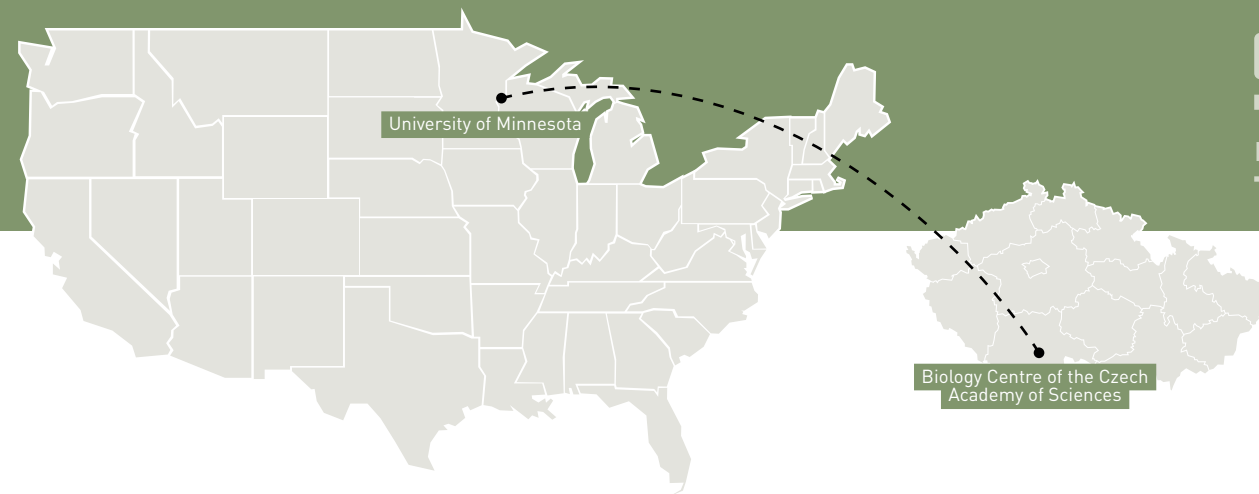 University of Minnesota
Biology Centre of the Czech
Academy of Sciences